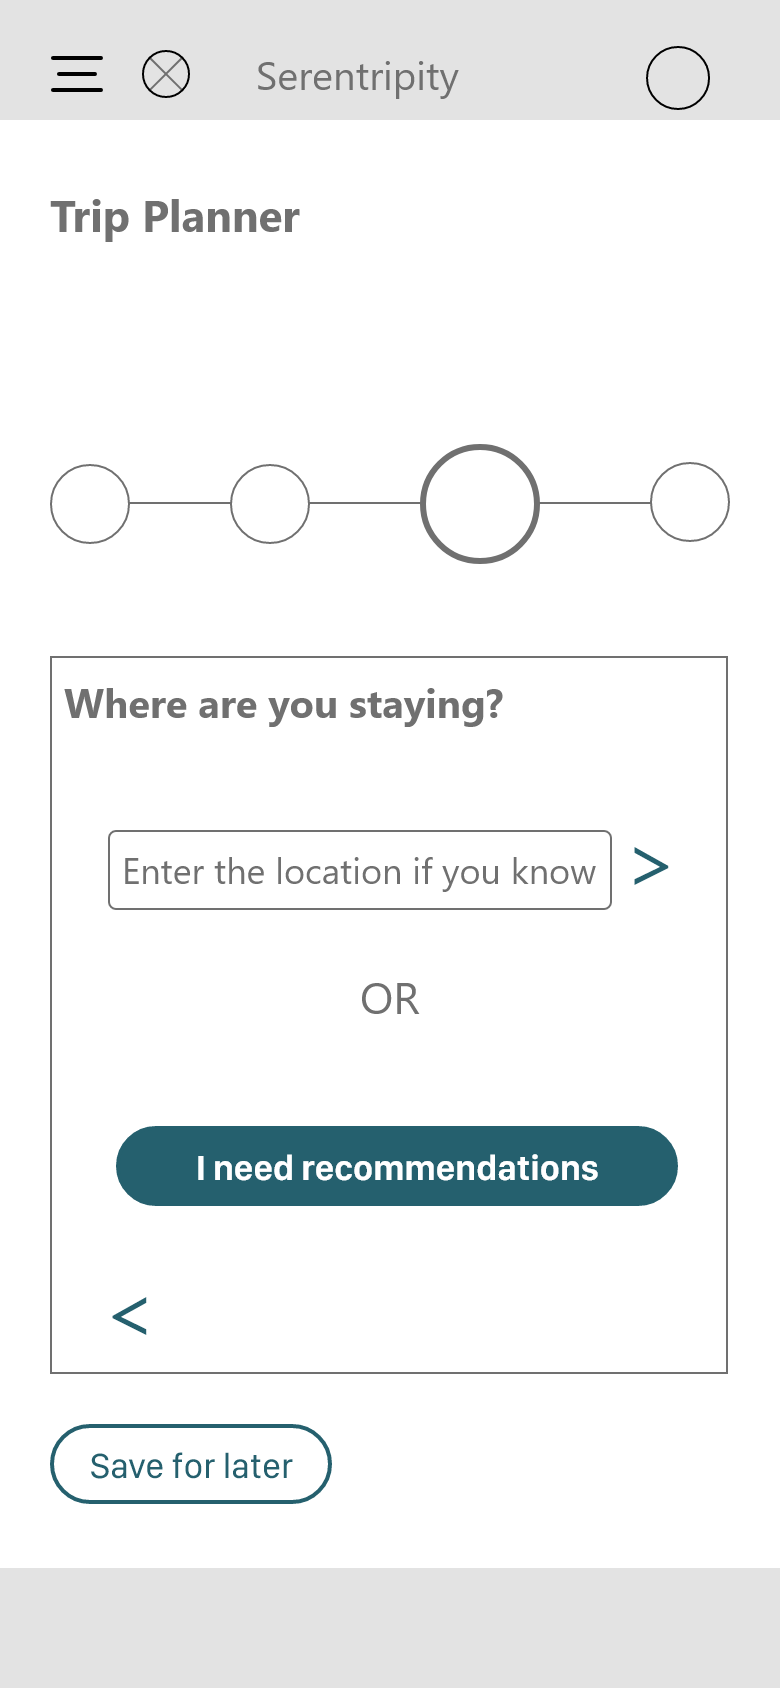 Serentripity
Trip Planner
Where are you staying?
Enter the location if you know
>
OR
I need recommendations
<
Save for later